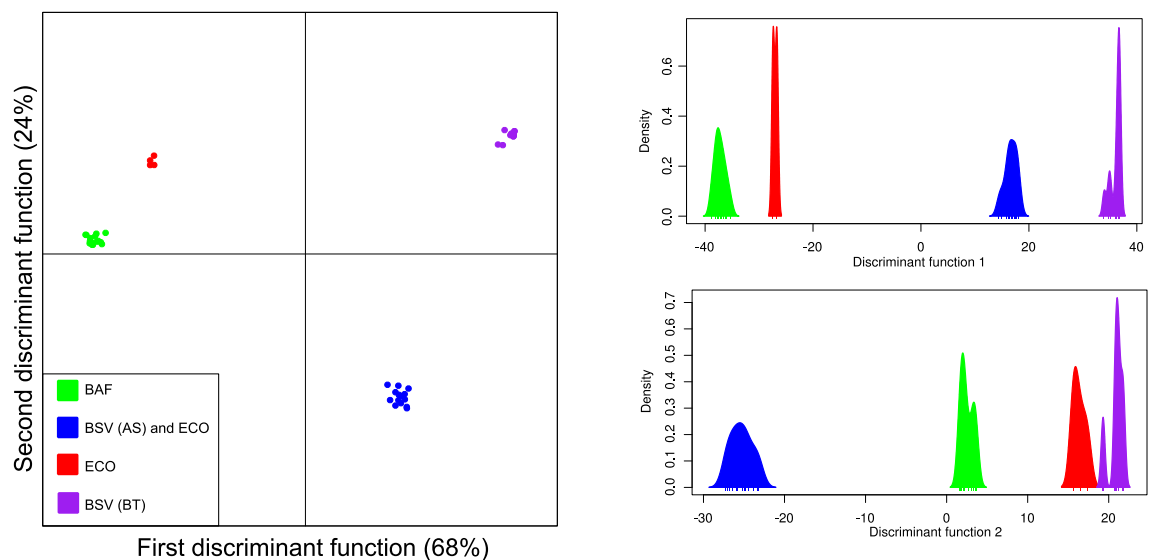 Second discriminant function (24%)
BAF
BSV (AS) and ECO
ECO
BSV (BT)
First discriminant function (68%)
Density
0.0 0.2 0.4 0.6
-40 -20 0 20 40
Discriminant function 1
Density
0.0 0.1 0.2 0.3 0.4 0.5 0.6 0.7
-30 -20 -10 0 10 20
Discriminant function 2